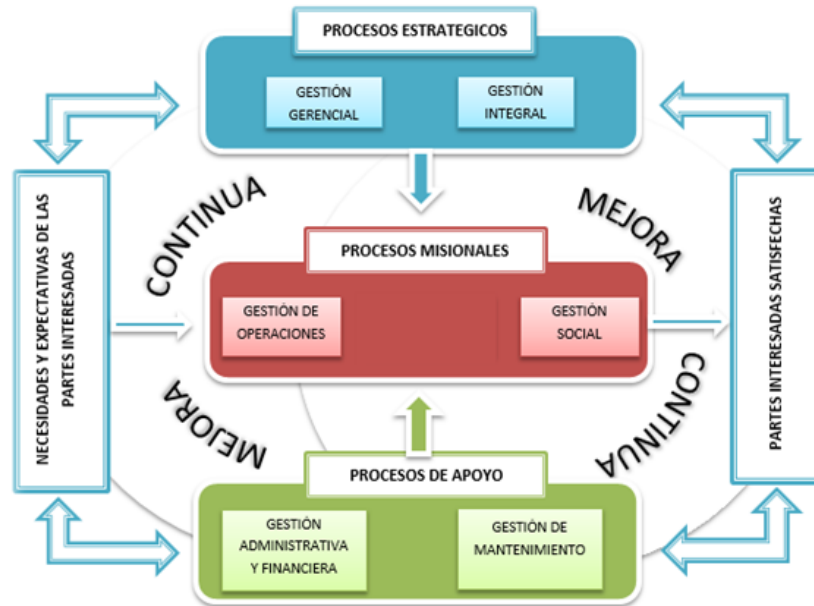 PROCESOS ESTRATEGICOS
GESTIÓN
GERENCIAL
GESTIÓN
INTEGRAL
NECESIDADES Y EXPECTATIVAS DE LAS
PARTES INTERESADAS
CONTINUA
MEJORA
PROCESOS MISIONALES
GESTIÓN DE
OPERACIONES
GESTIÓN
SOCIAL
MEJORA
CONTINUA
PARTES INTERESADAS SATISFECHAS
PROCESOS DE APOYO
GESTIÓN
ADMINISTRATIVA
Y FINANCIERA
GESTIÓN DE
MANTENIMIENTO